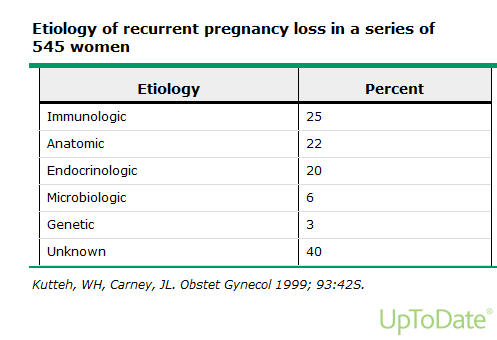 Etiology of recurrent pregnancy loss in a series of
545 women
Etiology Percent
Immunologic 25
Anatomic 22
Endocrinologic 20
Microbiologic 6
Genetic 3
Unknown 40
Kutteh, WH, Carney, JL. Obstet Gynecol 1999; 93:42S.
UpToDate®